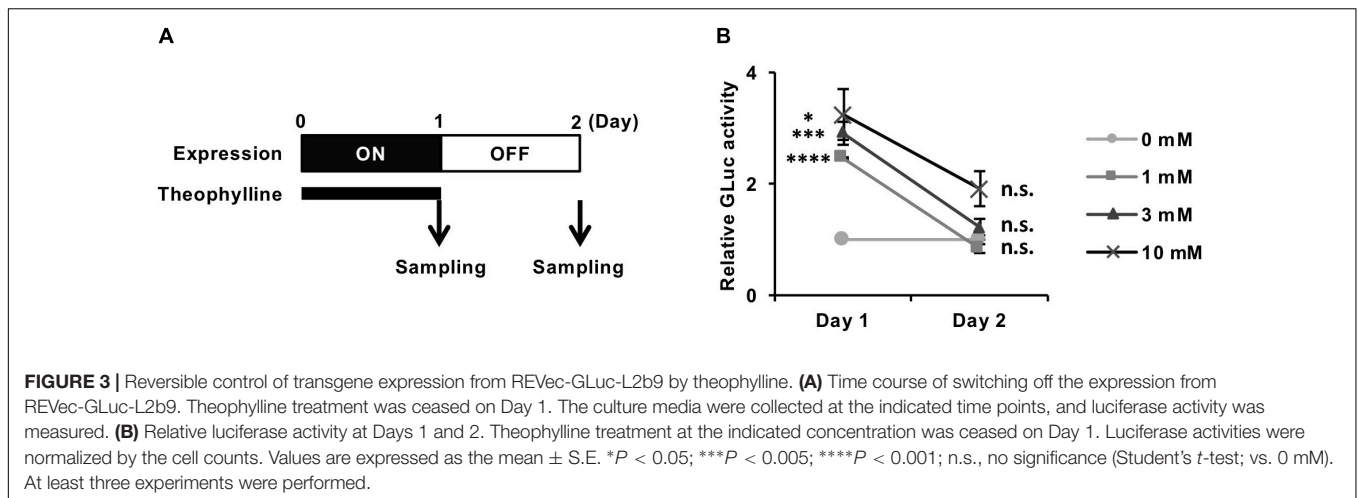 A
0 1 2 (Day)
Expression ON OFF
Theophylline
Sampling Sampling
B
Relative GLuc activity
4
2
0
*
***
****
n.s.
n.s.
n.s.
Day 1 Day 2
0 mM
1 mM
3 mM
10 mM
FIGURE 3 | Reversible control of transgene expression from REVec-GLuc-L2b9 by theophylline. (A) Time course of switching off the expression from
REVec-GLuc-L2b9. Theophylline treatment was ceased on Day 1. The culture media were collected at the indicated time points, and luciferase activity was
measured. (B) Relative luciferase activity at Days 1 and 2. Theophylline treatment at the indicated concentration was ceased on Day 1. Luciferase activities were
normalized by the cell counts. Values are expressed as the mean ± S.E. *P < 0.05; ***P < 0.005; ****P < 0.001; n.s., no significance (Student's t-test; vs. 0 mM).
At least three experiments were performed.